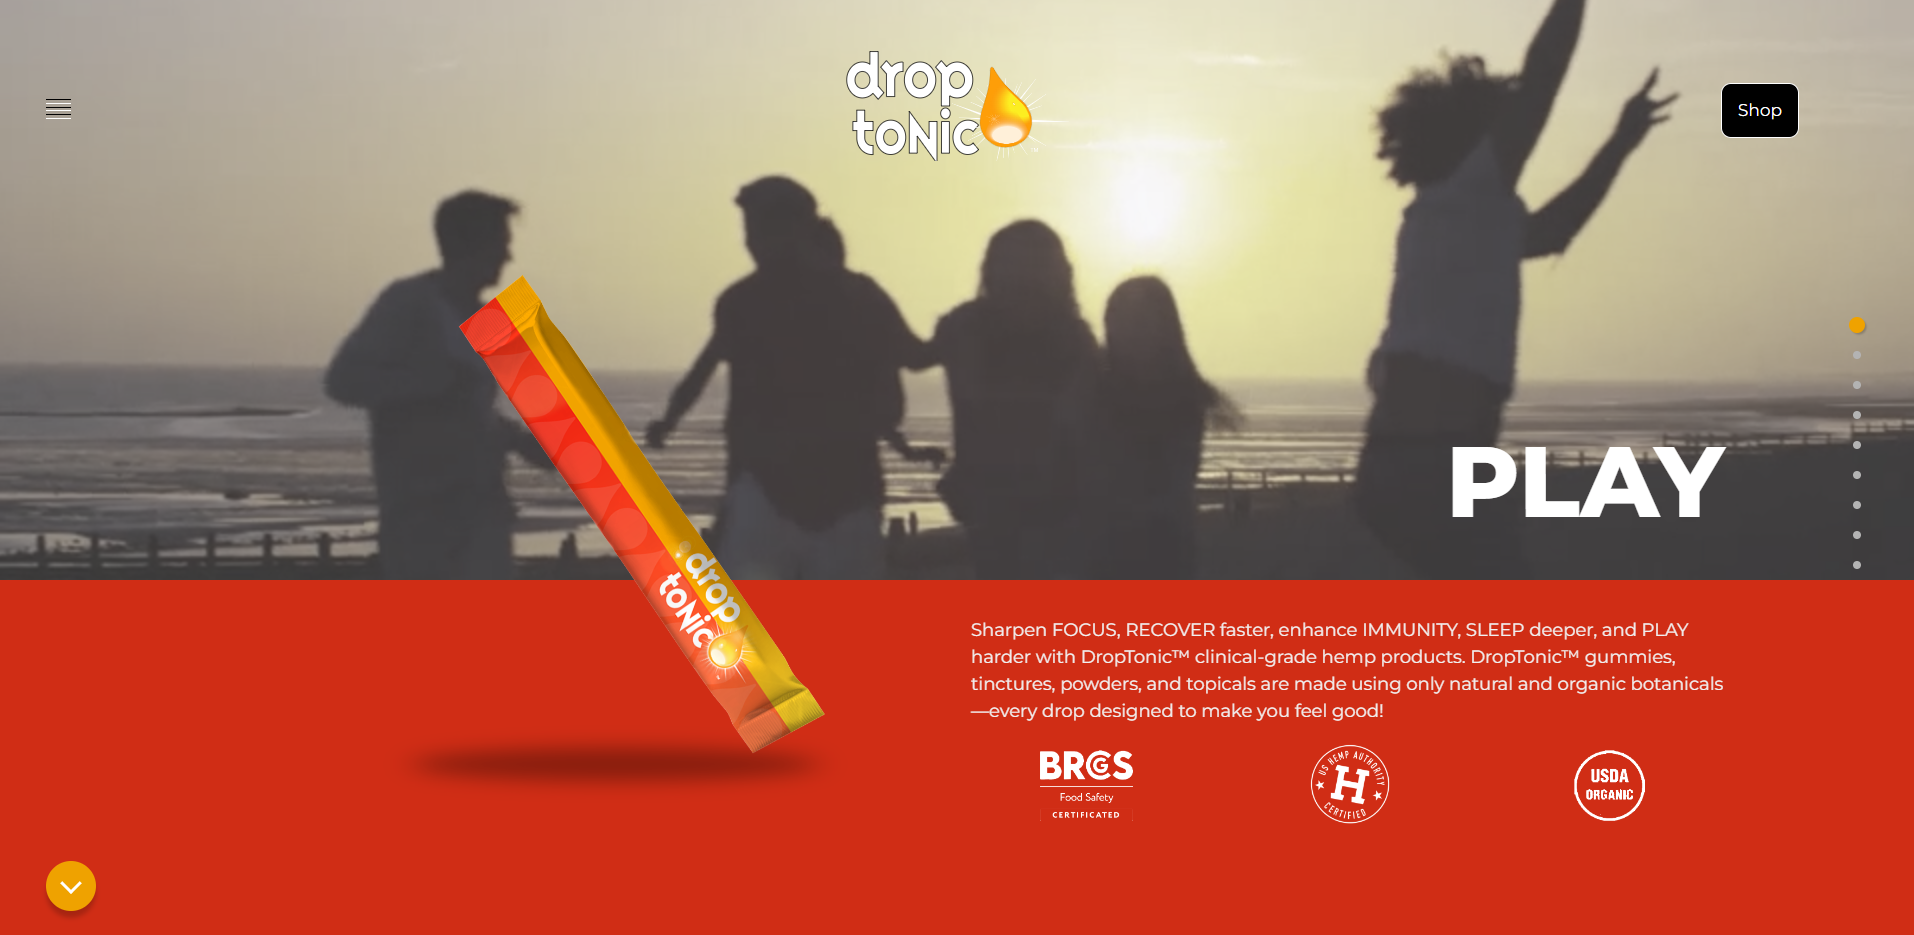 drop
tonic
Shop
PLAY
drop
tonic
Sharpen FOCUS, RECOVER faster, enhance IMMUNITY, SLEEP deeper, and PLAY
harder with DropTonic™ clinical-grade hemp products. DropTonic™ gummies,
tinctures, powders, and topicals are made using only natural and organic botanicals
—every drop designed to make you feel good!
BRCGS
Food Safety
CERTIFICATED
US HEMP AUTHORITY
H
CERTIFIED
USDA
ORGANIC